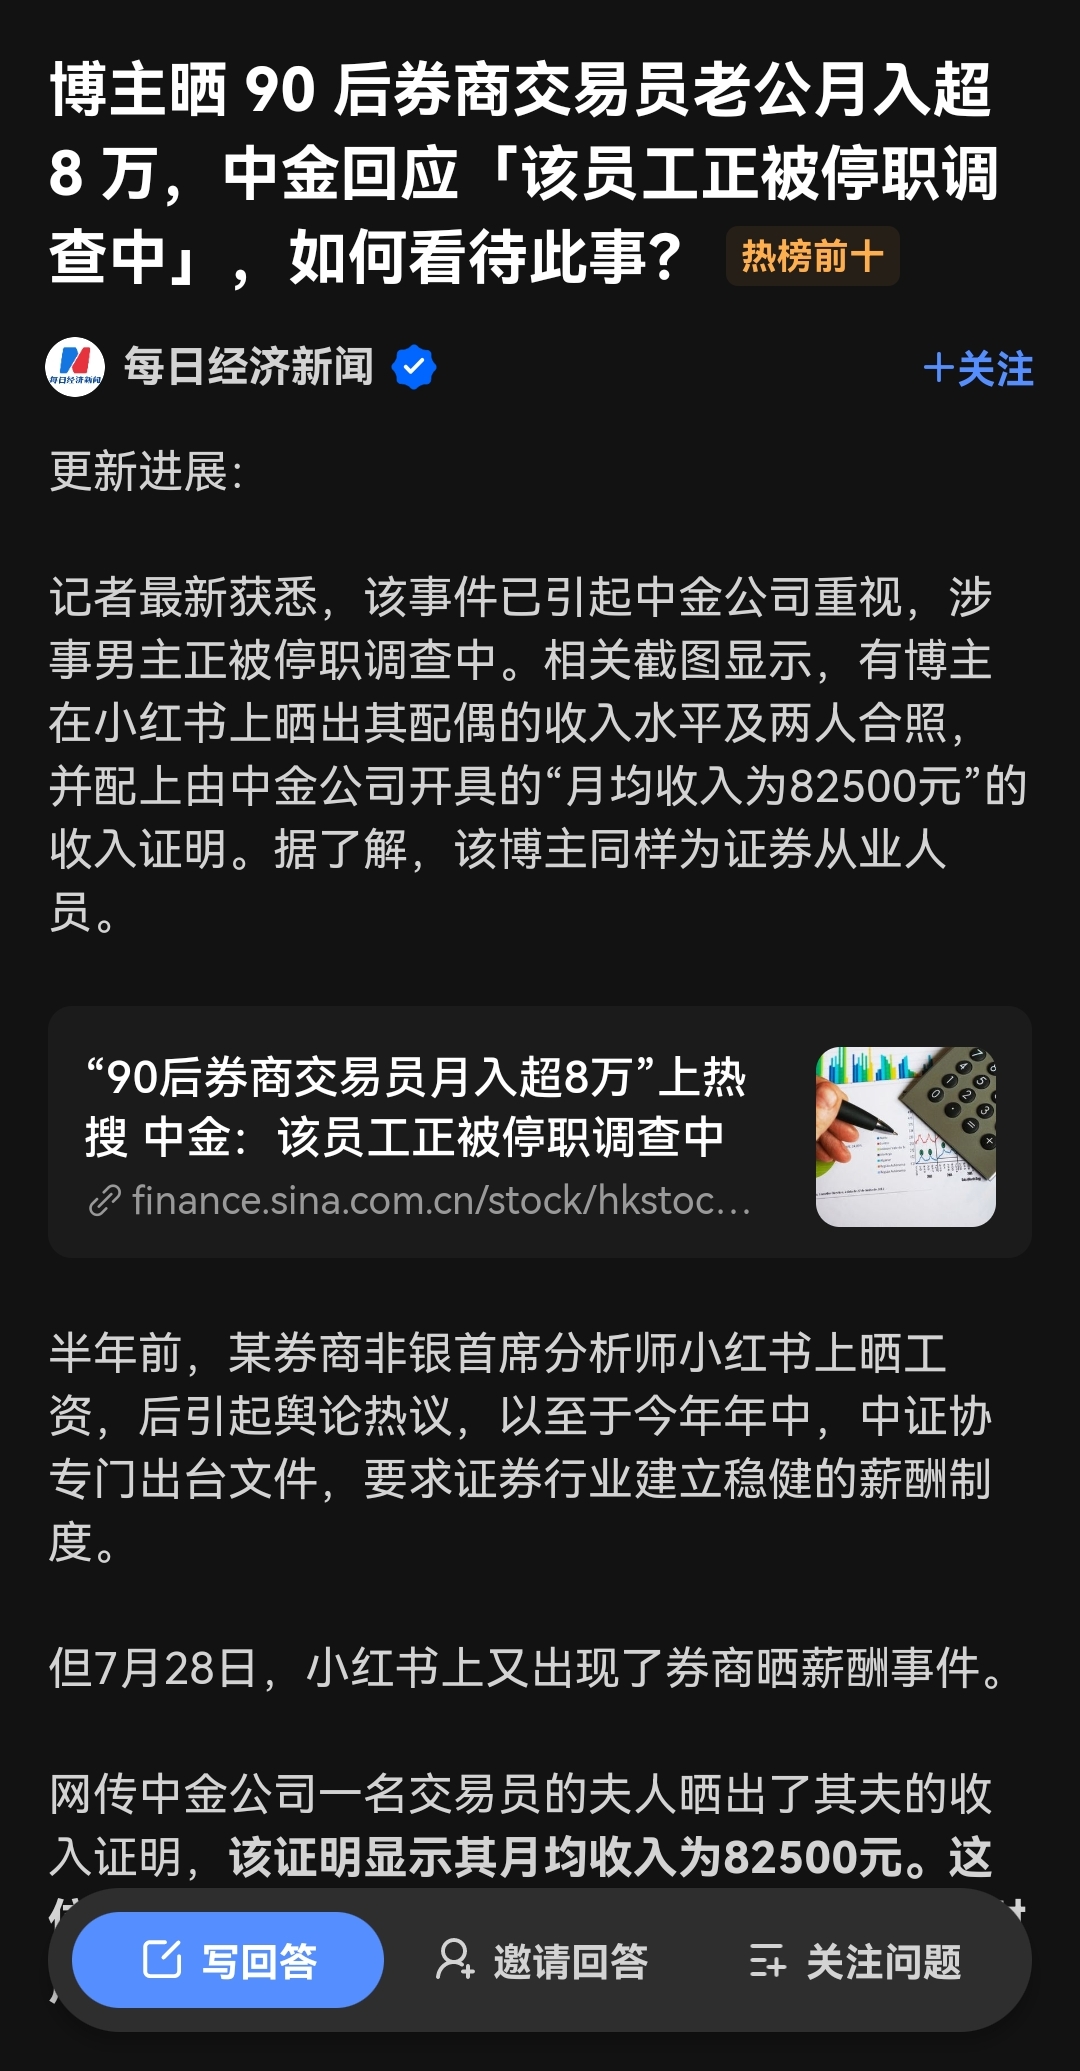 博主晒 90 后券商交易员老公月入超
8 万，中金回应「该员工正被停职调
查中」，如何看待此事？ 热榜前十
每日经济新闻
每日经济新闻
+关注
更新进展：
记者最新获悉，该事件已引起中金公司重视，涉
事男主正被停职调查中。相关截图显示，有博主
在小红书上晒出其配偶的收入水平及两人合照，
并配上由中金公司开具的“月均收入为82500元”的
收入证明。据了解，该博主同样为证券从业人
员。
“90后券商交易员月入超8万”上热
搜 中金：该员工正被停职调查中
finance.sina.com.cn/stock/hkstoc...
半年前，某券商非银首席分析师小红书上晒工
资，后引起舆论热议，以至于今年年中，中证协
专门出台文件，要求证券行业建立稳健的薪酬制
度。
但7月28日，小红书上又出现了券商晒薪酬事件。
网传中金公司一名交易员的夫人晒出了其夫的收
入证明，该证明显示其月均收入为82500元。这
写回答
邀请回答
关注问题